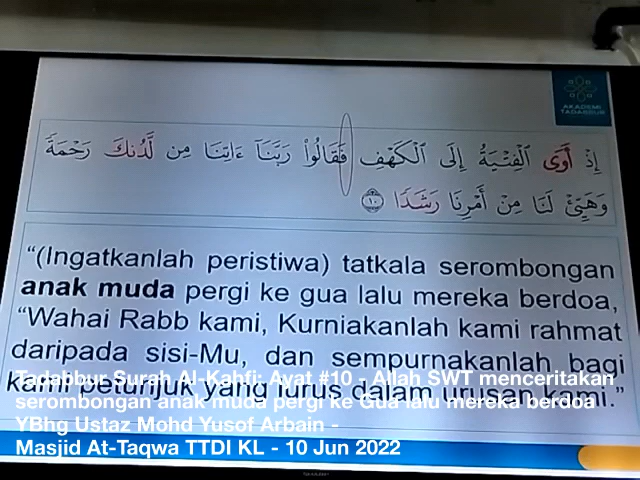 AKADEMI
TADABBUR
إِذْ أَوَى ٱلْفِتْيَةُ إِلَى ٱلْكَهْفِ فَقَالُوا۟ رَبَّنَآ ءَاتِنَا مِن لَّدُنكَ رَحْمَةً
وَهَيِّئْ لَنَا مِنْ أَمْرِنَا رَشَدًا ١٠
“(Ingatkanlah peristiwa) tatkala serombongan
anak muda pergi ke gua lalu mereka berdoa,
“Wahai Rabb kami, Kurniakanlah kami rahmat
daripada sisi-Mu, dan sempurnakanlah bagi
kami petunjuk yang lurus dalam urusan kami.”
Tadabbur Surah Al-Kahfi: Ayat #10 - Allah SWT menceritakan
serombongan anak muda pergi ke Gua lalu mereka berdoa
YBhg Ustaz Mohd Yusof Arbain -
Masjid At-Taqwa TTDI KL - 10 Jun 2022